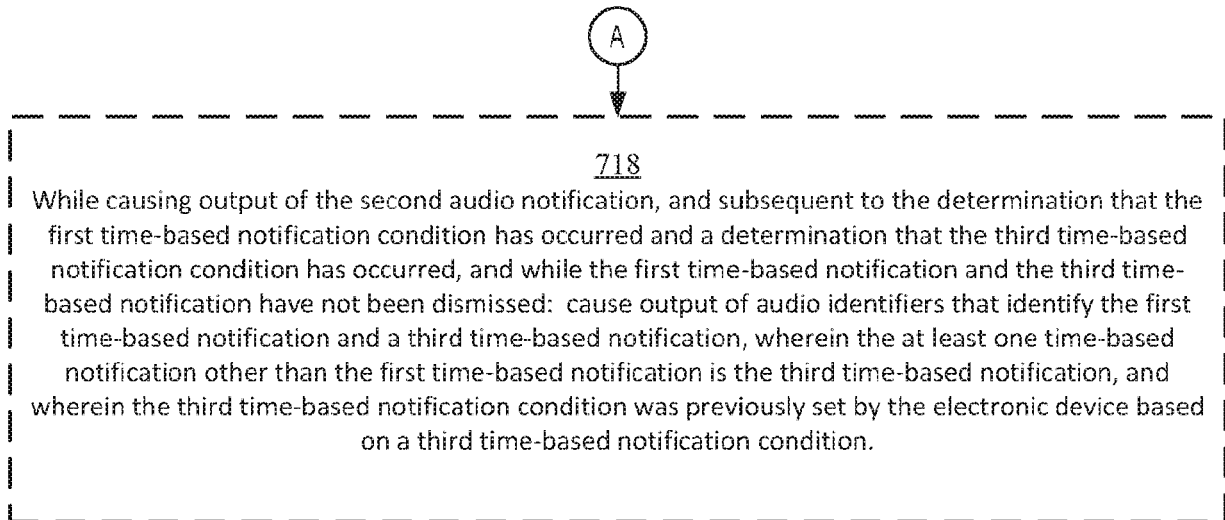 A
718
While causing output of the second audio notification, and subsequent to the determination that the
first time-based notification condition has occurred and a determination that the third time-based
notification condition has occurred, and while the first time-based notification and the third time-
based notification have not been dismissed: cause output of audio identifiers that identify the first
time-based notification and a third time-based notification, wherein the at least one time-based
notification other than the first time-based notification is the third time-based notification, and
wherein the third time-based notification condition was previously set by the electronic device based
on a third time-based notification condition.